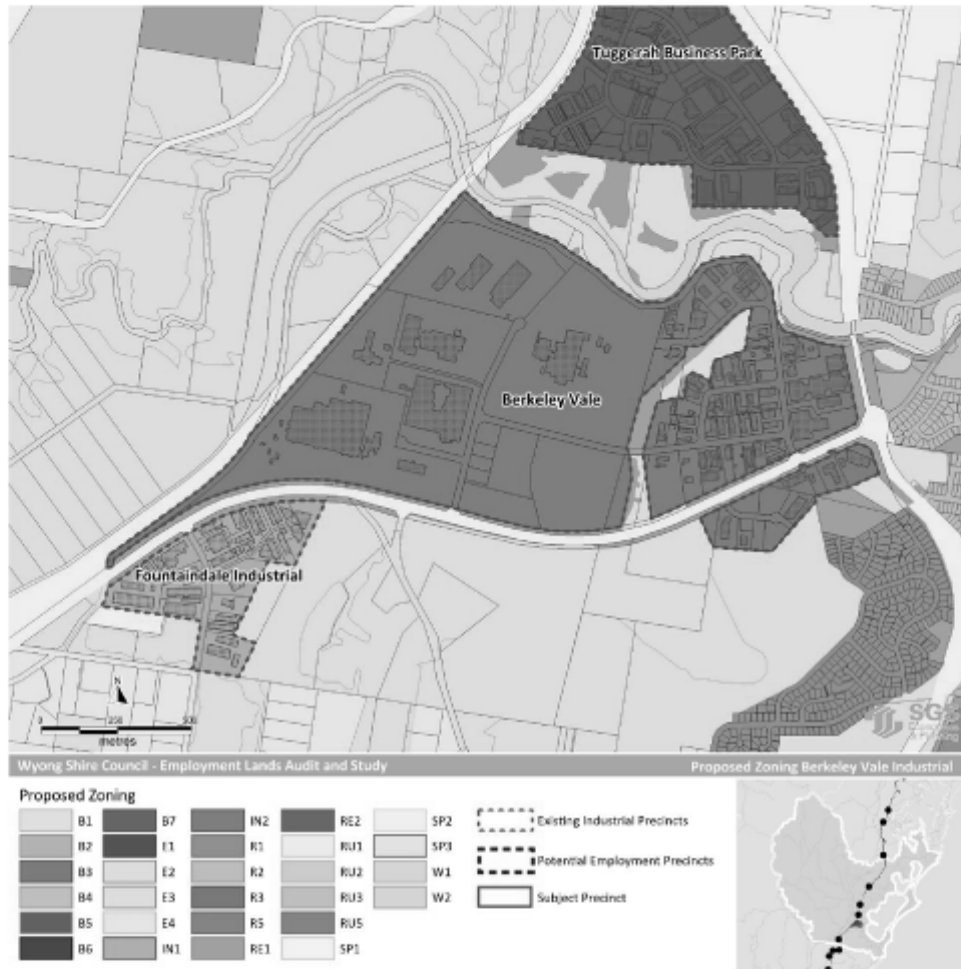 Tuggerah Business Park
Berkeley Vale
Fountaindale Industrial
N
0 250 500
metres
SGS
Wyong Shire Council - Employment Lands Audit and Study
Proposed Zoning Berkeley Vale Industrial
Proposed Zoning
B1 B7 IN2 RE2 SP2
B2 E1 R1 RU1 SP3
B3 E2 R2 RU2 W1
B4 E3 R3 RU3 W2
B5 E4 R5 RU5
B6 IN1 RE1 SP1
Existing Industrial Precincts
Potential Employment Precincts
Subject Precinct